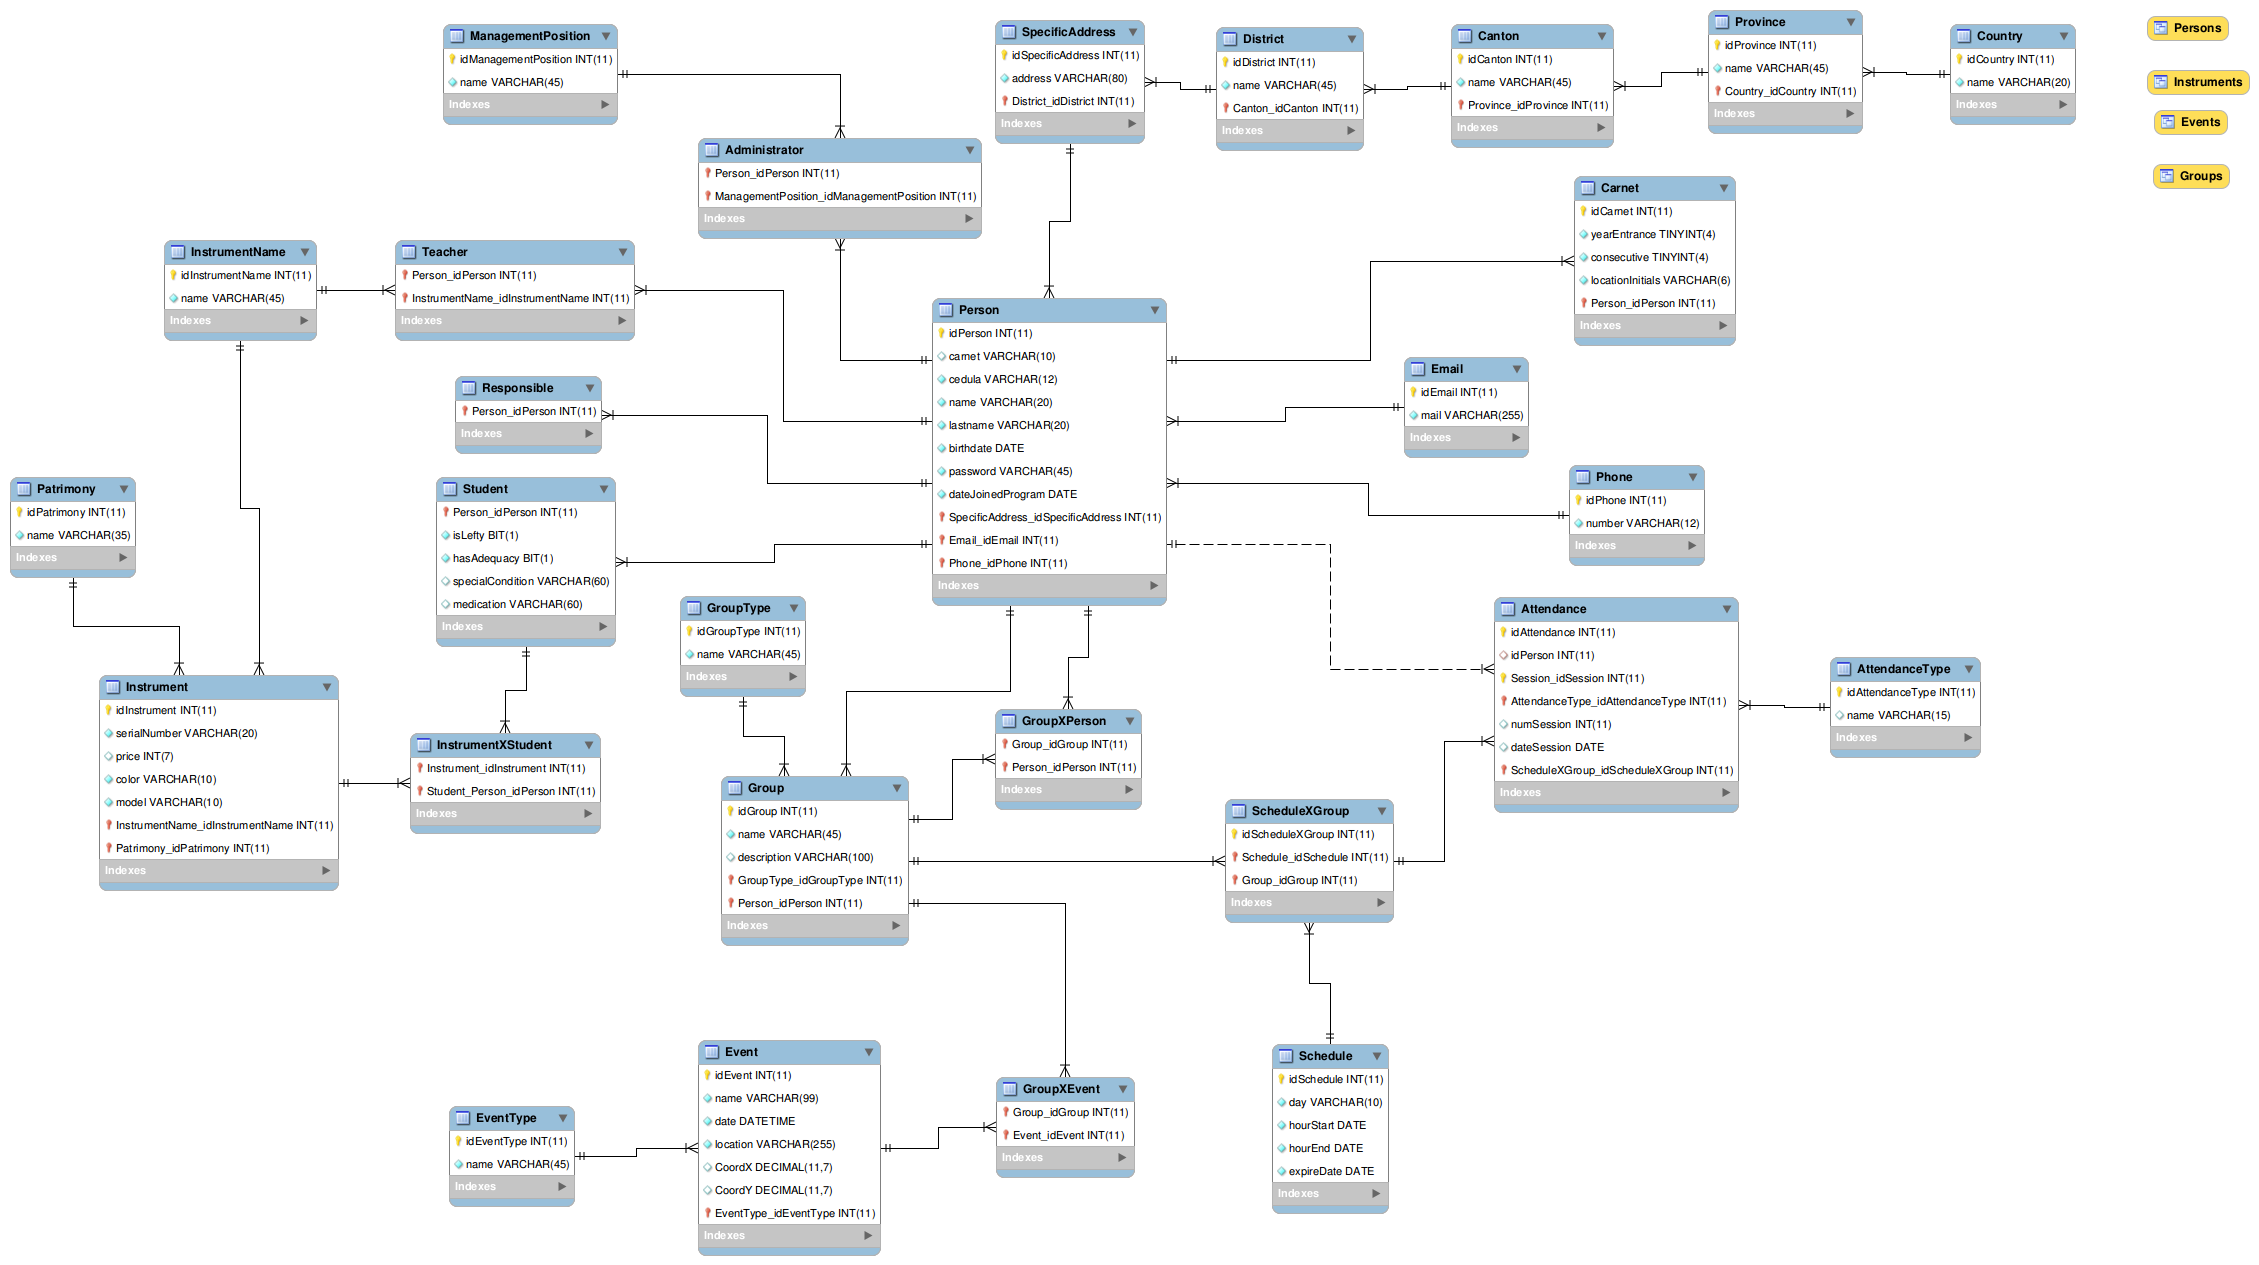 ManagementPosition
idManagementPosition INT(11)
name VARCHAR(45)
Indexes
SpecificAddress
idSpecificAddress INT(11)
address VARCHAR(80)
District_idDistrict INT(11)
Indexes
District
idDistrict INT(11)
name VARCHAR(45)
Canton_idCanton INT(11)
Indexes
Canton
idCanton INT(11)
name VARCHAR(45)
Province_idProvince INT(11)
Indexes
Province
idProvince INT(11)
name VARCHAR(45)
Country_idCountry INT(11)
Indexes
Country
idCountry INT(11)
name VARCHAR(20)
Indexes
Persons
Instruments
Events
Groups
Administrator
Person_idPerson INT(11)
ManagementPosition_idManagementPosition INT(11)
Indexes
Carnet
idCarnet INT(11)
yearEntrance TINYINT(4)
consecutive TINYINT(4)
locationInitials VARCHAR(6)
Person_idPerson INT(11)
Indexes
InstrumentName
idInstrumentName INT(11)
name VARCHAR(45)
Indexes
Teacher
Person_idPerson INT(11)
InstrumentName_idInstrumentName INT(11)
Indexes
Person
idPerson INT(11)
carnet VARCHAR(10)
cedula VARCHAR(12)
name VARCHAR(20)
lastname VARCHAR(20)
birthdate DATE
password VARCHAR(45)
dateJoinedProgram DATE
SpecificAddress_idSpecificAddress INT(11)
Email_idEmail INT(11)
Phone_idPhone INT(11)
Indexes
Email
idEmail INT(11)
mail VARCHAR(255)
Indexes
Responsible
Person_idPerson INT(11)
Indexes
Phone
idPhone INT(11)
number VARCHAR(12)
Indexes
Patrimony
idPatrimony INT(11)
name VARCHAR(35)
Indexes
Student
Person_idPerson INT(11)
isLefty BIT(1)
hasAdequacy BIT(1)
specialCondition VARCHAR(60)
medication VARCHAR(60)
Indexes
GroupType
idGroupType INT(11)
name VARCHAR(45)
Indexes
Attendance
idAttendance INT(11)
idPerson INT(11)
Session_idSession INT(11)
AttendanceType_idAttendanceType INT(11)
numSession INT(11)
dateSession DATE
ScheduleXGroup_idScheduleXGroup INT(11)
Indexes
AttendanceType
idAttendanceType INT(11)
name VARCHAR(15)
Indexes
Instrument
idInstrument INT(11)
serialNumber VARCHAR(20)
price INT(7)
color VARCHAR(10)
model VARCHAR(10)
InstrumentName_idInstrumentName INT(11)
Patrimony_idPatrimony INT(11)
Indexes
InstrumentXStudent
Instrument_idInstrument INT(11)
Student_Person_idPerson INT(11)
Indexes
GroupXPerson
Group_idGroup INT(11)
Person_idPerson INT(11)
Indexes
Group
idGroup INT(11)
name VARCHAR(45)
description VARCHAR(100)
GroupType_idGroupType INT(11)
Person_idPerson INT(11)
Indexes
ScheduleXGroup
idScheduleXGroup INT(11)
Schedule_idSchedule INT(11)
Group_idGroup INT(11)
Indexes
Event
idEvent INT(11)
name VARCHAR(99)
date DATETIME
location VARCHAR(255)
CoordX DECIMAL(11,7)
CoordY DECIMAL(11,7)
EventType_idEventType INT(11)
Indexes
EventType
idEventType INT(11)
name VARCHAR(45)
Indexes
GroupXEvent
Group_idGroup INT(11)
Event_idEvent INT(11)
Indexes
Schedule
idSchedule INT(11)
day VARCHAR(10)
hourStart DATE
hourEnd DATE
expireDate DATE
Indexes